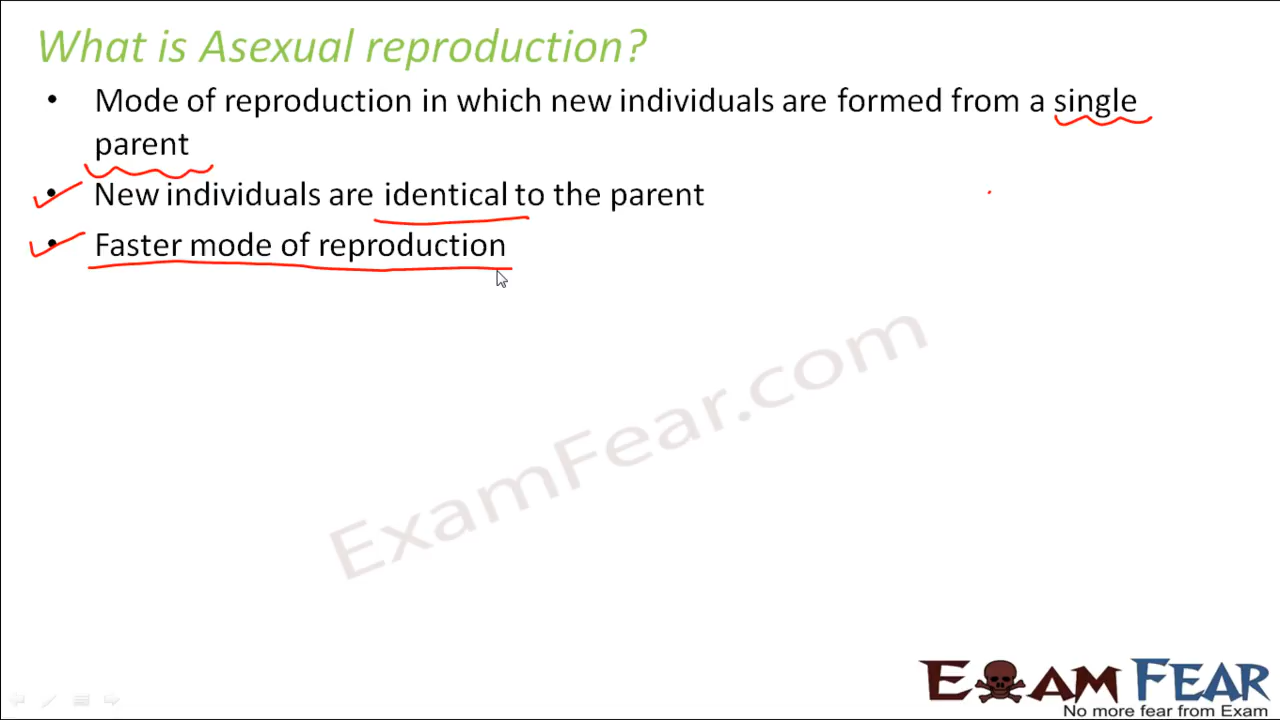 What is Asexual reproduction?
• Mode of reproduction in which new individuals are formed from a single
parent
• New individuals are identical to the parent
• Faster mode of reproduction
ExamFear.com
EXAM FEAR
No more fear from Exam